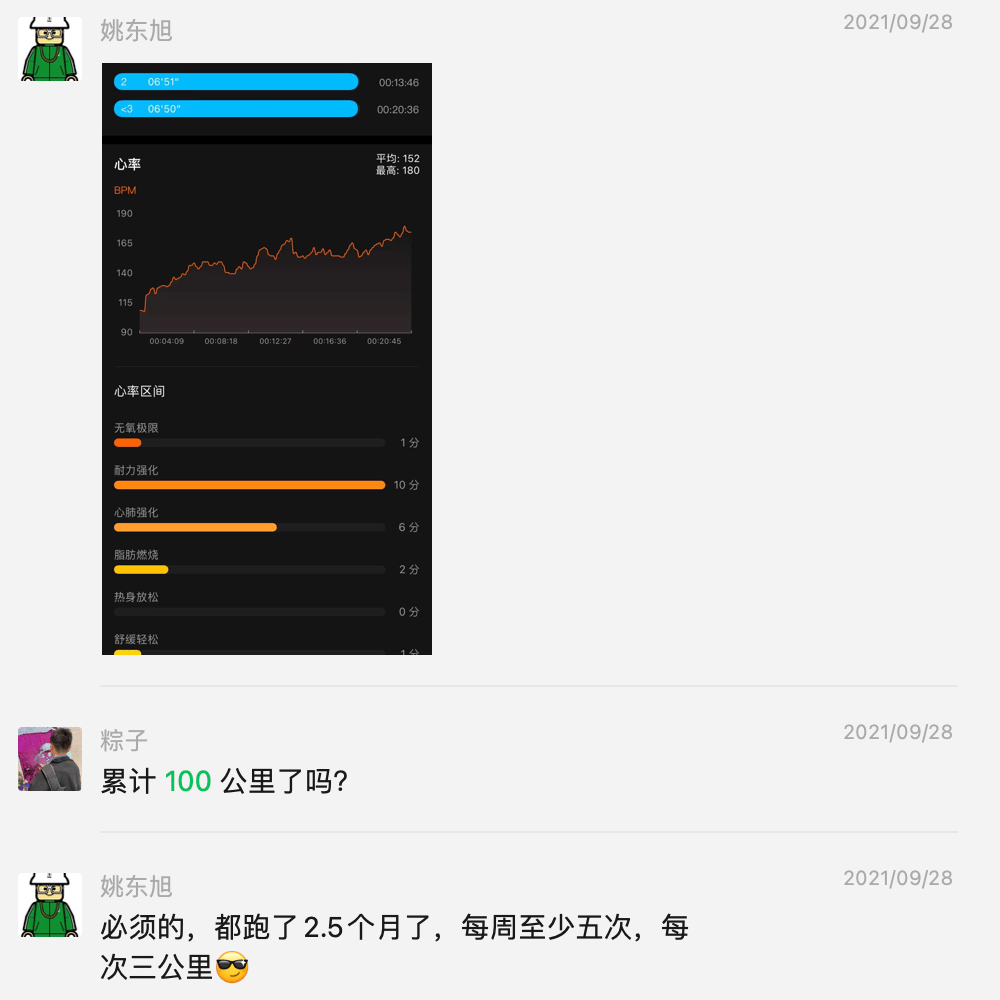 姚东旭
2021/09/28
2 06'51" 00:13:46
<3 06'50" 00:20:36
心率
平均: 152
最高: 180
BPM
190
165
140
115
90
00:04:09 00:08:18 00:12:27 00:16:36 00:20:45
心率区间
无氧极限
1 分
耐力强化
10 分
心肺强化
6 分
脂肪燃烧
2 分
热身放松
0 分
舒缓轻松
1 分
粽子
2021/09/28
累计 100 公里了吗?
姚东旭
2021/09/28
必须的，都跑了2.5个月了，每周至少五次，每
次三公里😎